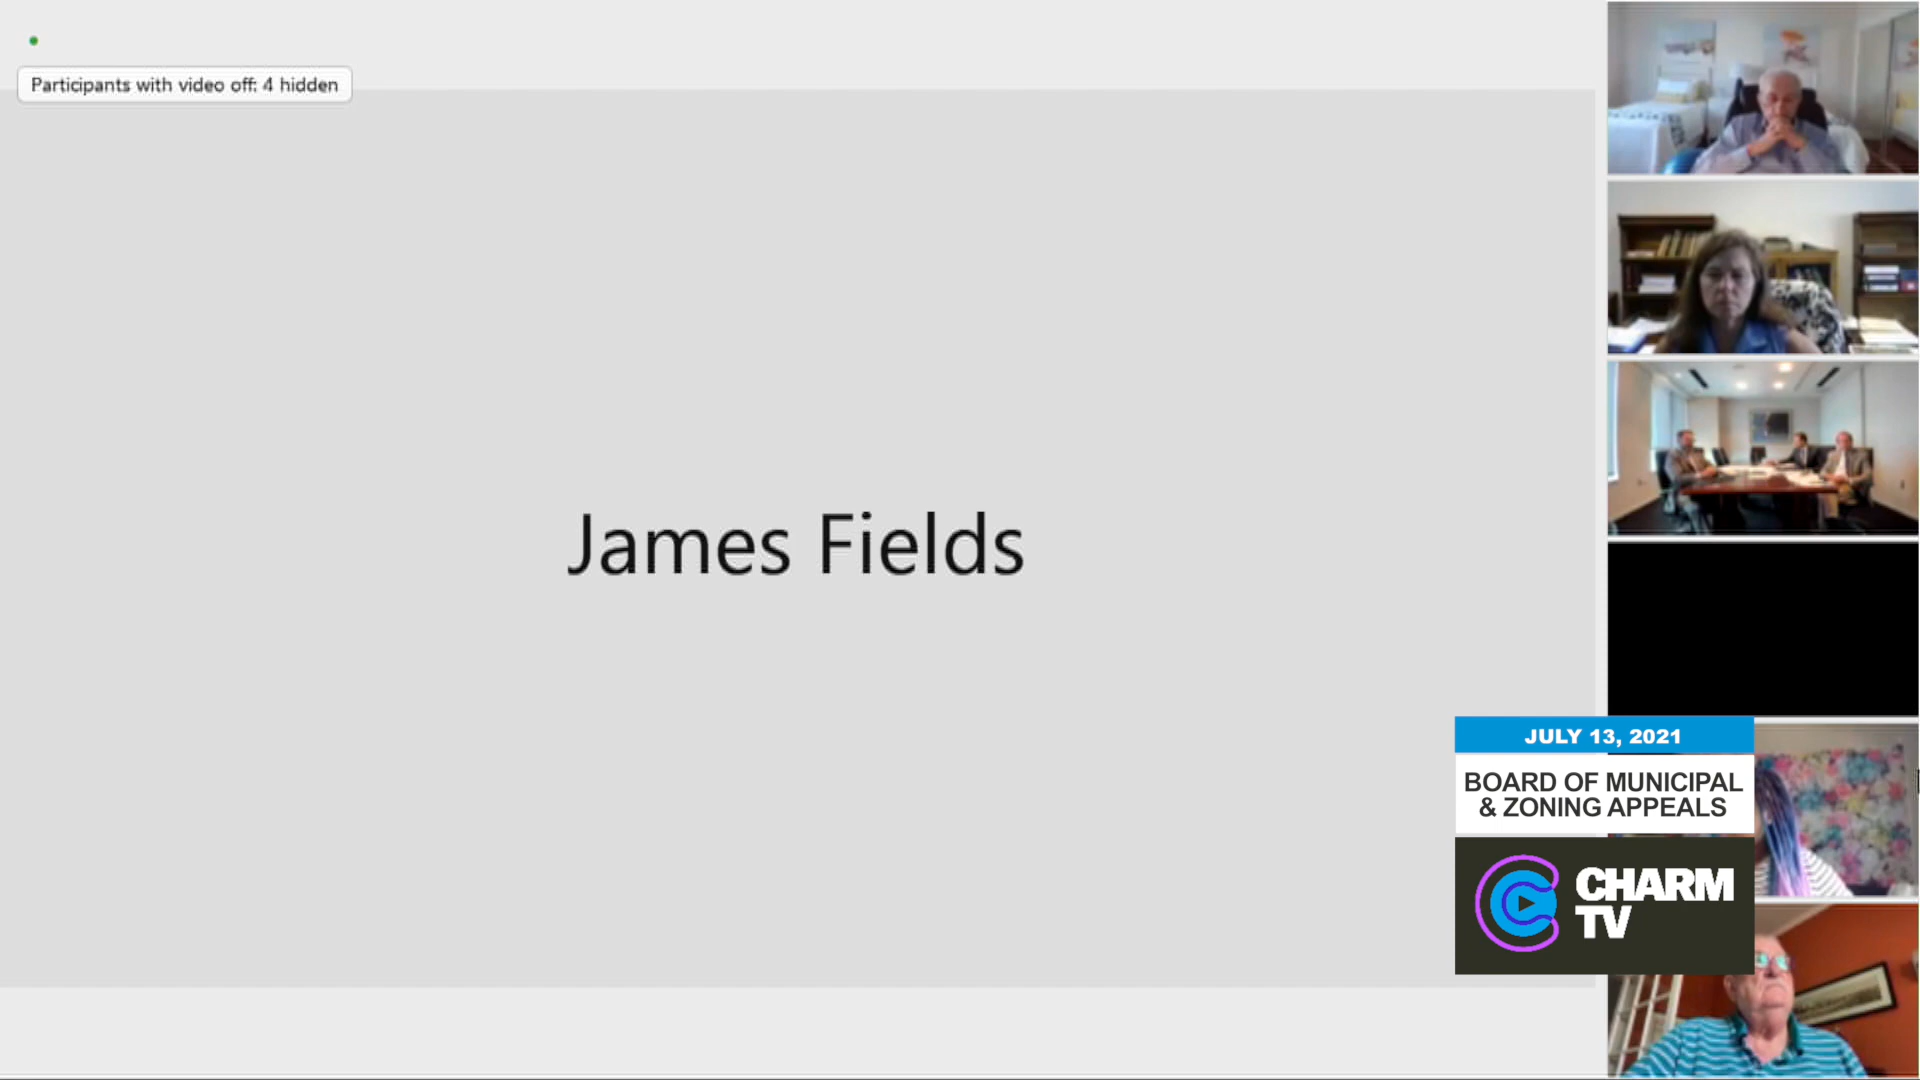 Participants with video off: 4 hidden
James Fields
JULY 13, 2021
BOARD OF MUNICIPAL
& ZONING APPEALS
CHARM
TV